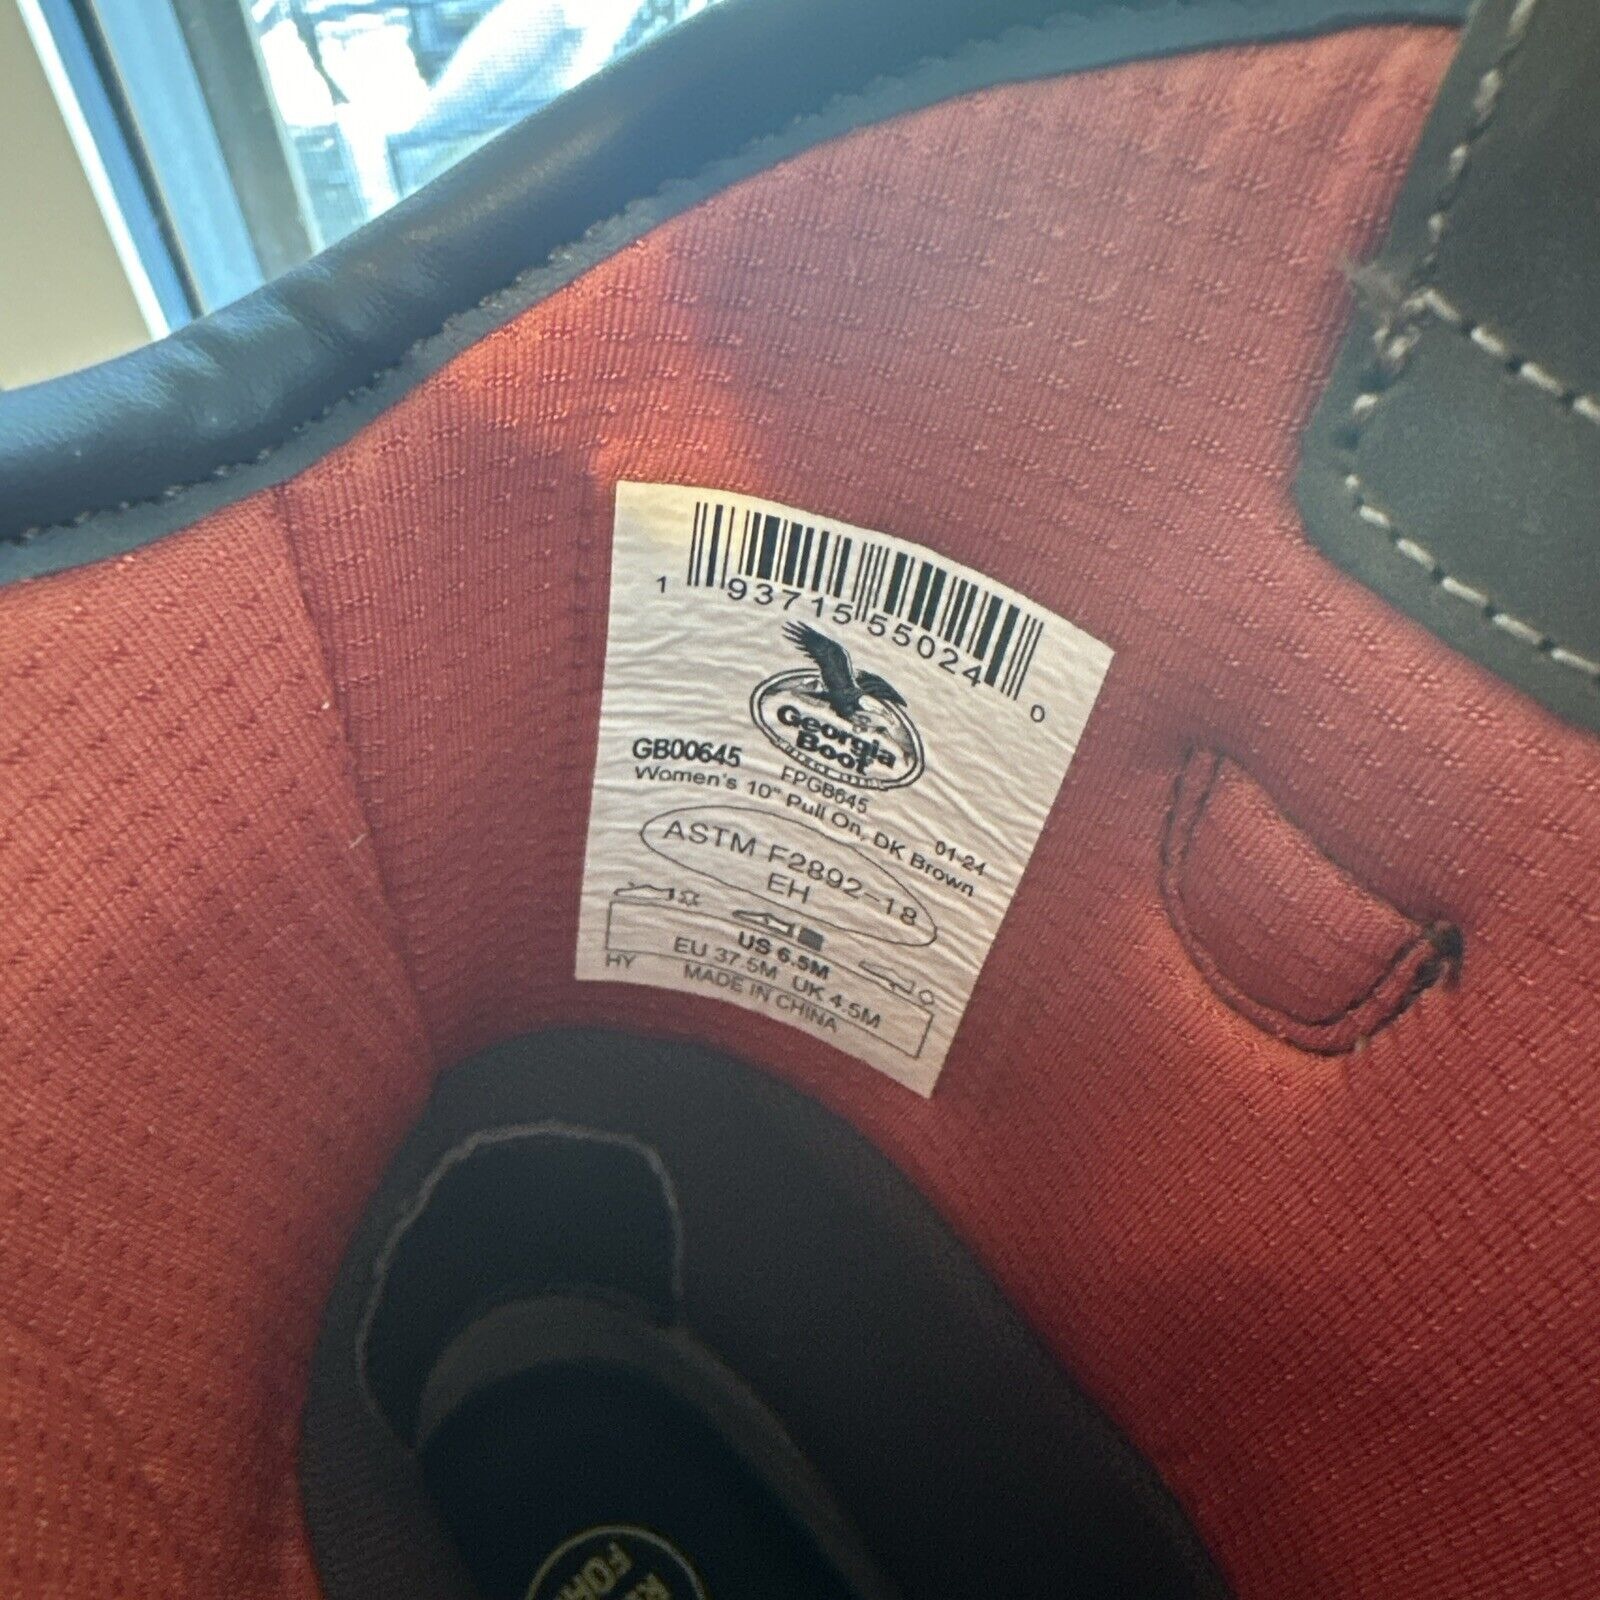 1 93715 55024 0
Georgia
Boot
GB00645
FPGB645
01-24
Women's 10" Pull On, DK Brown
ASTM F2892-18
EH
US 6.5M
EU 37.5M UK 4.5M
HY
MADE IN CHINA